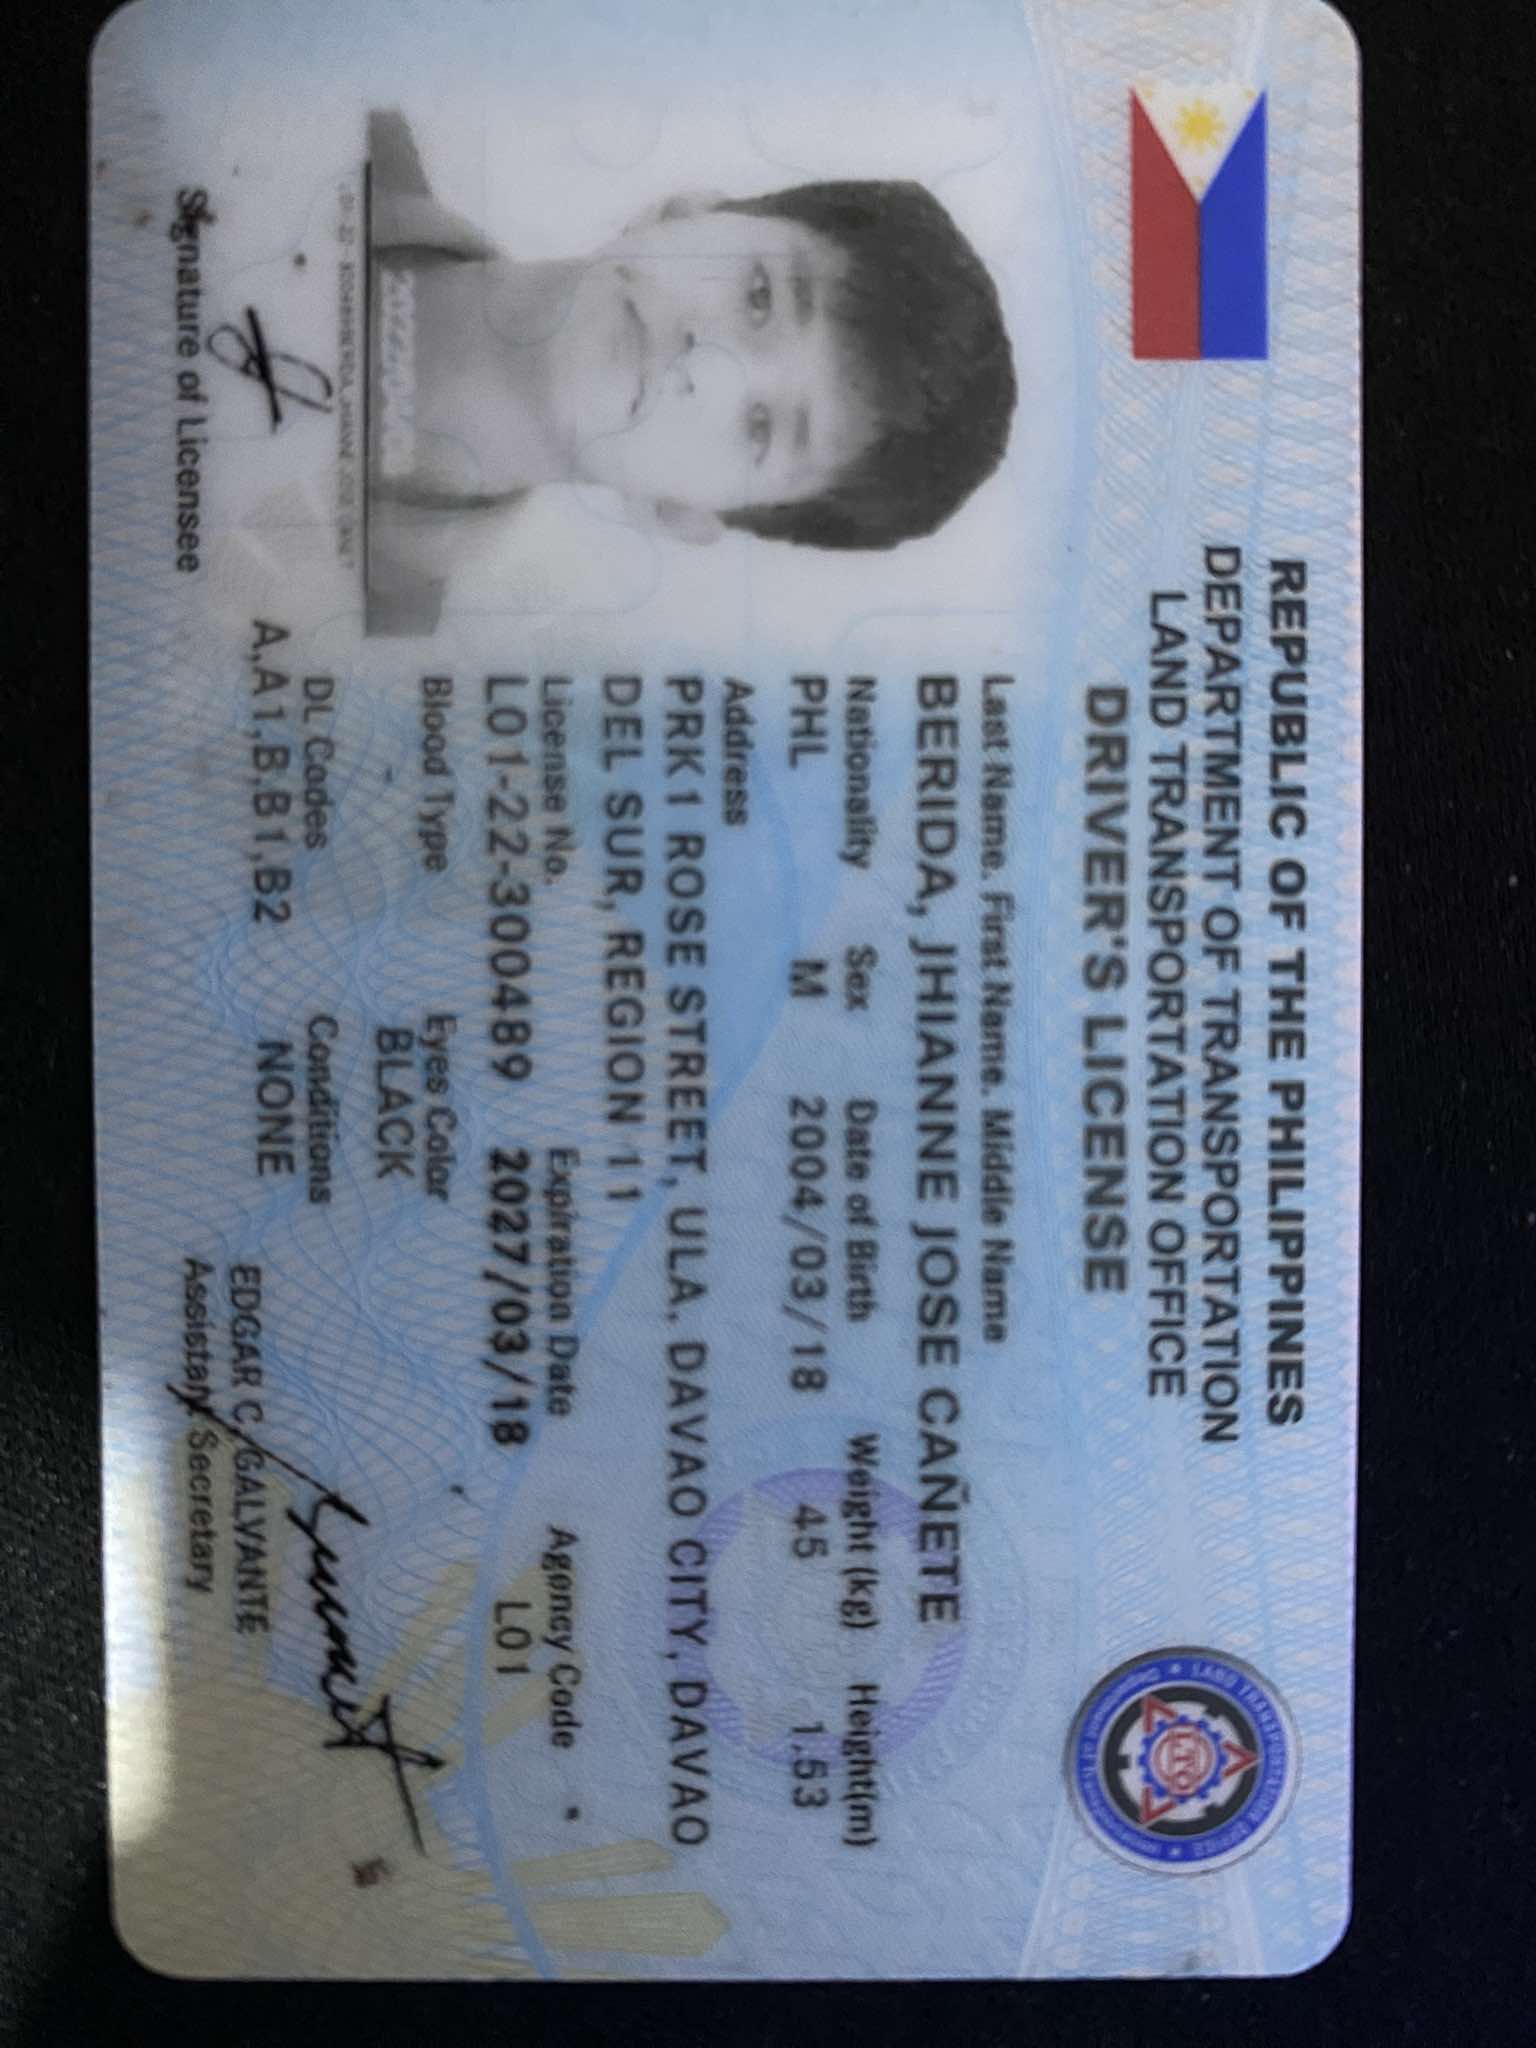 REPUBLIC OF THE PHILIPPINES
DEPARTMENT OF TRANSPORTATION
LAND TRANSPORTATION OFFICE
DRIVER'S LICENSE
Last Name. First Name. Middle Name
BERIDA, JHIANNE JOSE CAÑETE
Nationality Sex Date of Birth Weight (kg) Height(m)
PHL M 2004/03/18 45 1.53
Address
PRK1 ROSE STREET, ULA, DAVAO CITY, DAVAO
DEL SUR, REGION 11
License No. Expiration Date Agency Code
L01-22-300489 2027/03/18 L01
Blood Type Eyes Color
BLACK
DL Codes Conditions
A,A1,B,B1,B2 NONE
Signature of Licensee
EDGAR C. GALVANTE
Assistant Secretary
LTO
LAND TRANSPORTATION OFFICE